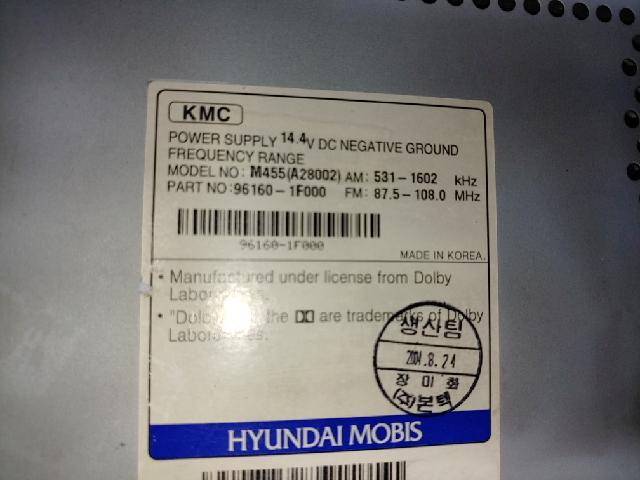 KMC
POWER SUPPLY 14.4V DC NEGATIVE GROUND
FREQUENCY RANGE
MODEL NO: M455(A28002) AM: 531-1602 kHz
PART NO:96160-1F000 FM: 87.5-108.0 MHz
96160-1F000
MADE IN KOREA.
• Manufactured under license from Dolby
Laboratories.
• "Dolby" the DD are trademarks of Dolby
Laboratories.
생산팀
2004.8.24
장미화
(주)본텍
HYUNDAI MOBIS